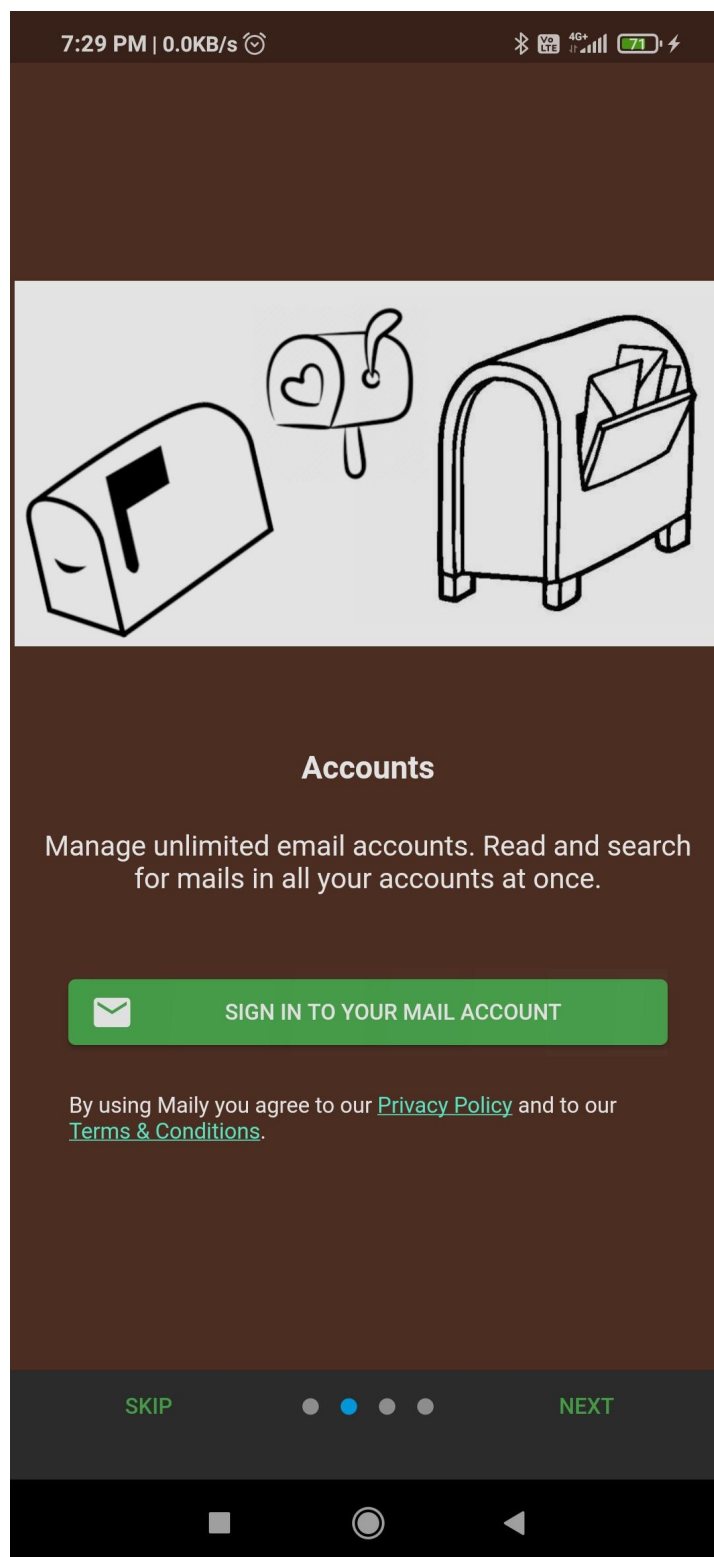 7:29 PM | 0.0KB/s
Vo LTE 4G+ 71
Accounts
Manage unlimited email accounts. Read and search
for mails in all your accounts at once.
SIGN IN TO YOUR MAIL ACCOUNT
By using Maily you agree to our Privacy Policy and to our
Terms & Conditions.
SKIP NEXT